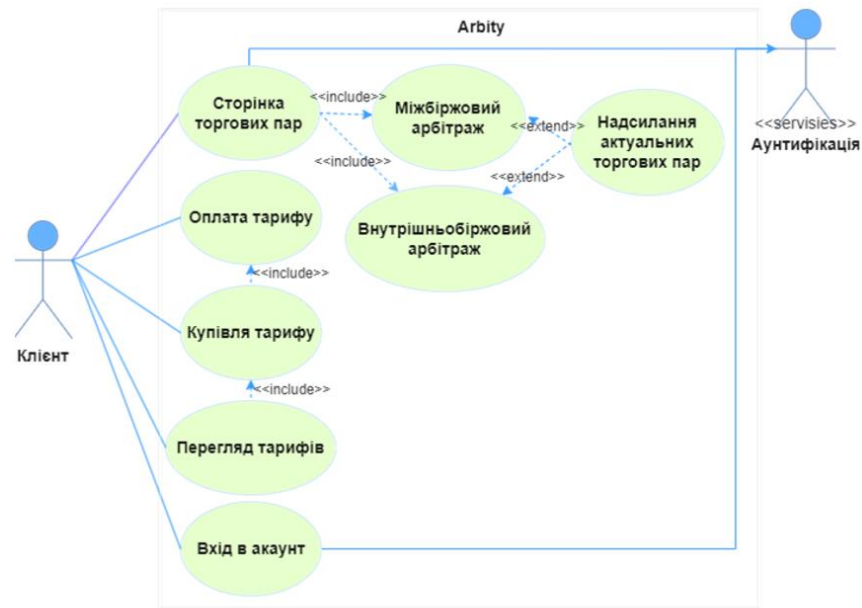 Arbity
Сторінка
торгових пар
<<include>>
Міжбіржовий
арбітраж
<<extend>>
Надсилання
актуальних
торгових пар
<<servisies>>
Аунтифікація
<<include>>
<<extend>>
Оплата тарифу
Внутрішньобіржовий
арбітраж
<<include>>
Купівля тарифу
Клієнт
<<include>>
Перегляд тарифів
Вхід в акаунт